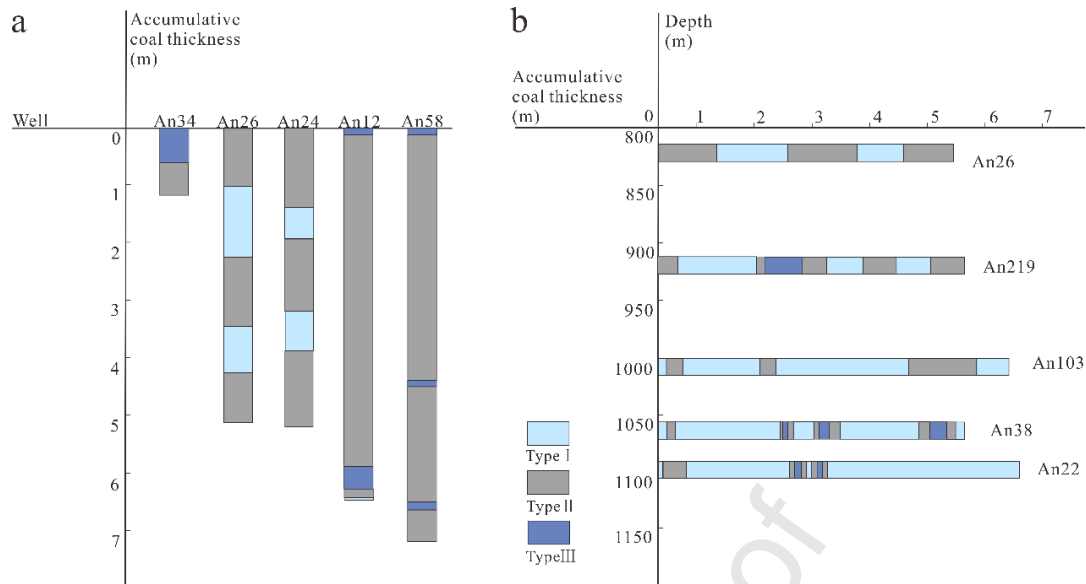 a
Accumulative
coal thickness
(m)
Well
An34 An26 An24 An12 An58
0
1
2
3
4
5
6
7
Type I
Type II
TypeIII
b
Depth
(m)
Accumulative
coal thickness
(m)
0 1 2 3 4 5 6 7
800
850
900
950
1000
1050
1100
1150
An26
An219
An103
An38
An22
of